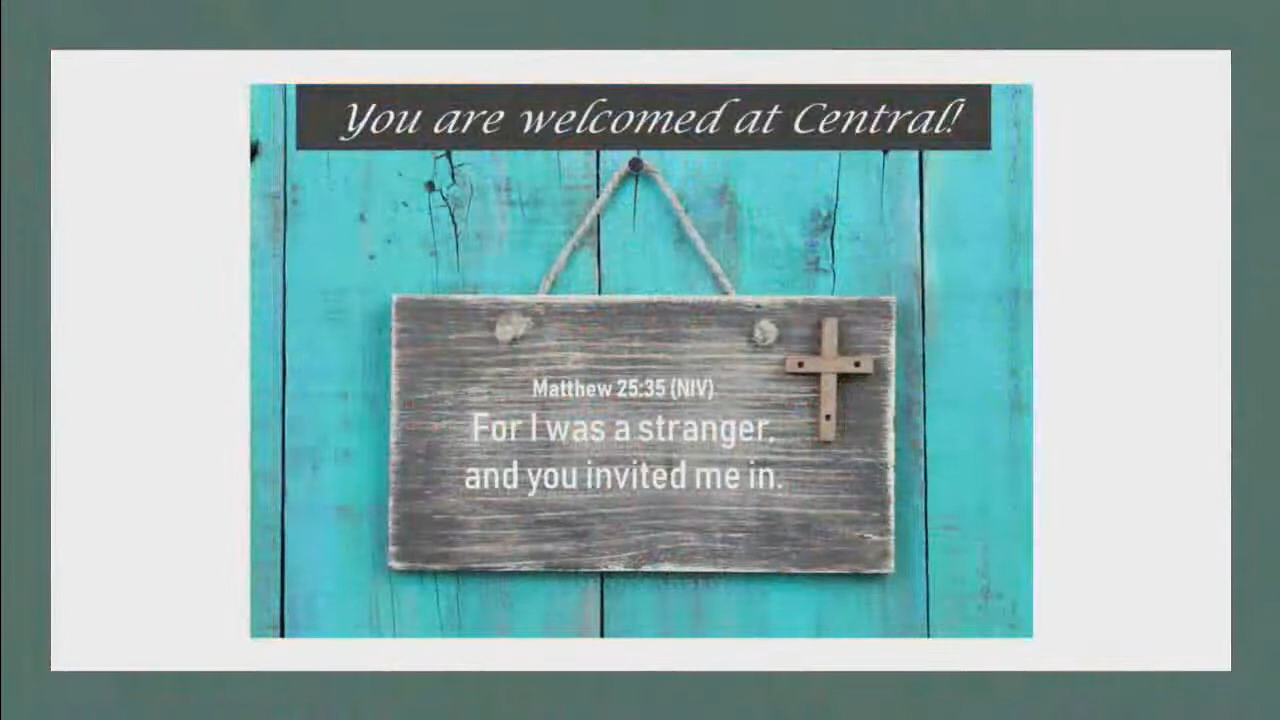 You are welcomed at Central!
Matthew 25:35 (NIV)
For I was a stranger,
and you invited me in.